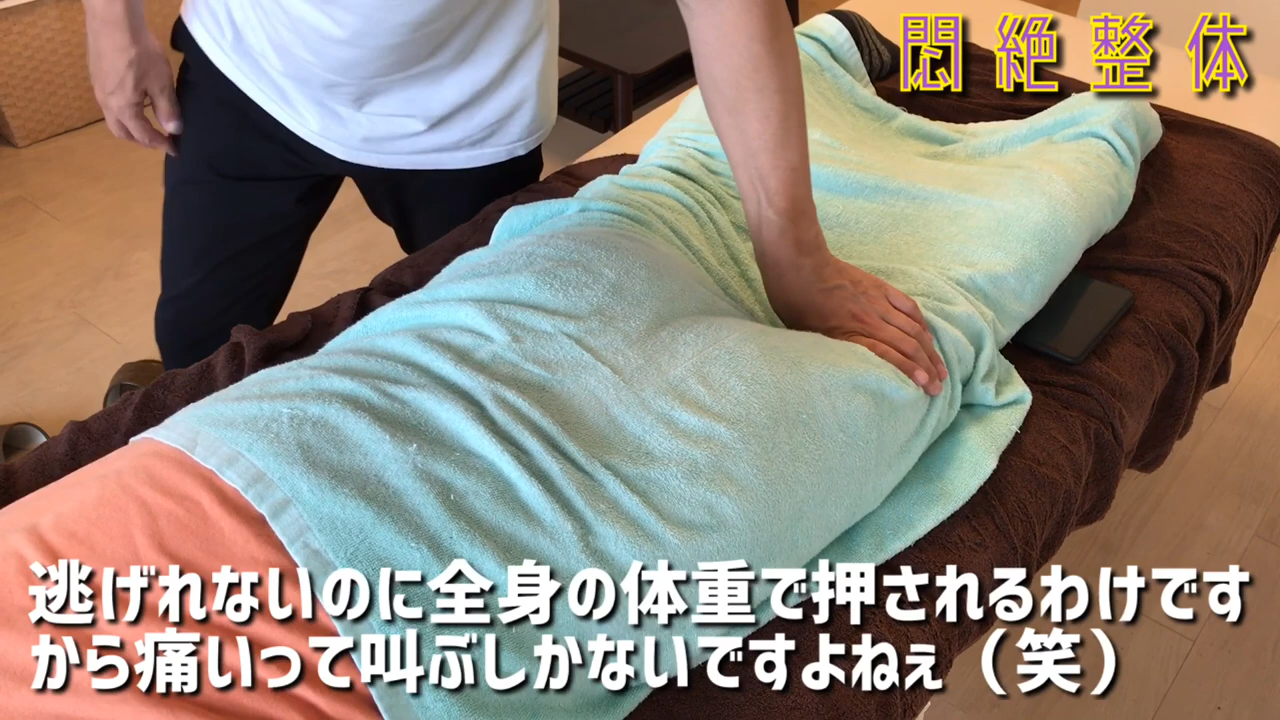 悶絶整体
逃げれないのに全身の体重で押されるわけです
から痛いって叫ぶしかないですよねぇ（笑）